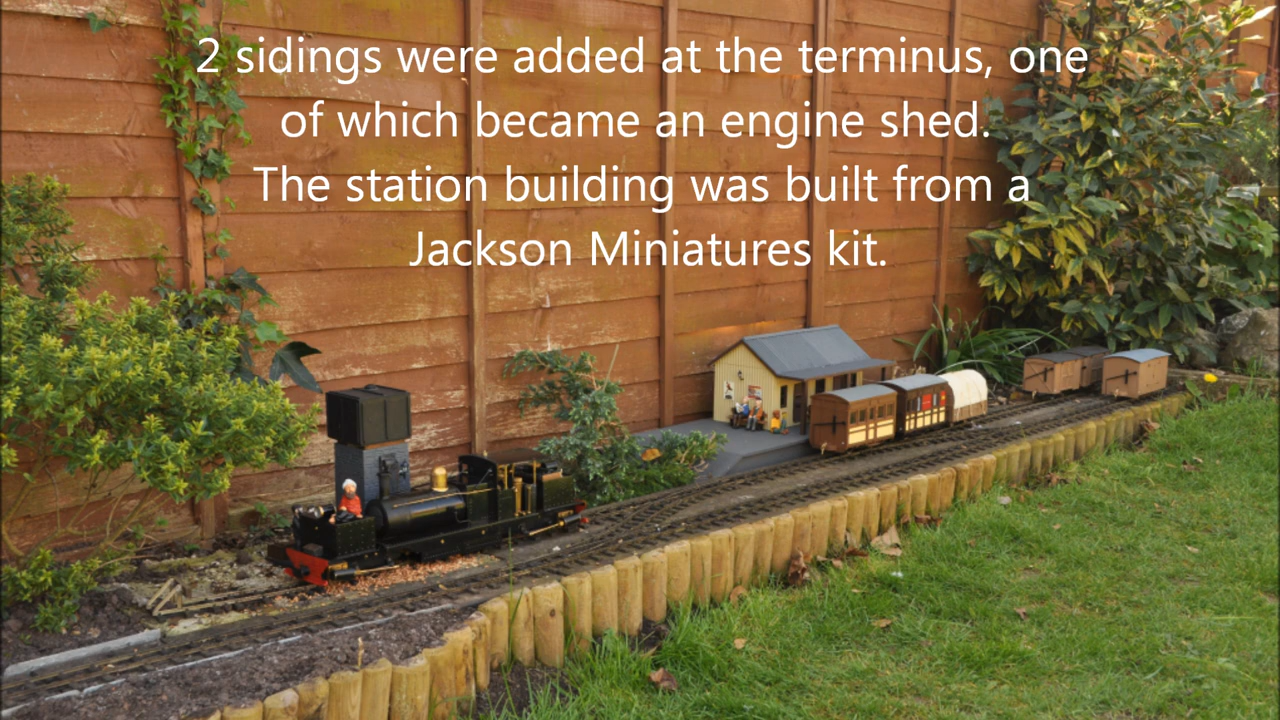 2 sidings were added at the terminus, one
of which became an engine shed.
The station building was built from a
Jackson Miniatures kit.